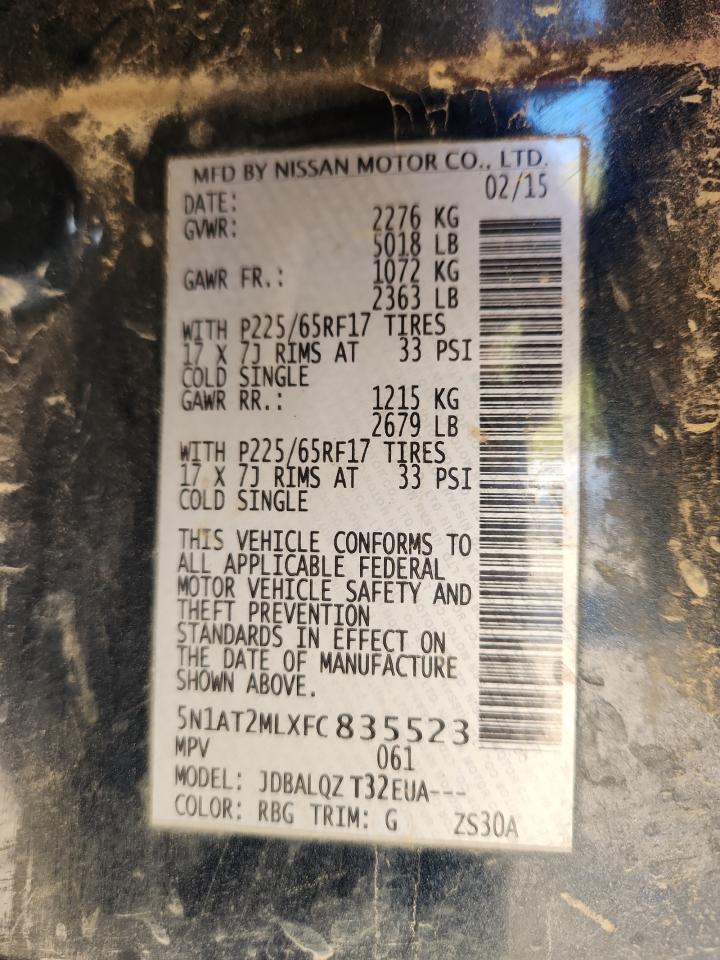 MFD BY NISSAN MOTOR CO., LTD.
DATE: 02/15
GVWR: 2276 KG
5018 LB
GAWR FR.: 1072 KG
2363 LB
WITH P225/65RF17 TIRES
17 X 7J RIMS AT 33 PSI
COLD SINGLE
GAWR RR.: 1215 KG
2679 LB
WITH P225/65RF17 TIRES
17 X 7J RIMS AT 33 PSI
COLD SINGLE
THIS VEHICLE CONFORMS TO
ALL APPLICABLE FEDERAL
MOTOR VEHICLE SAFETY AND
THEFT PREVENTION
STANDARDS IN EFFECT ON
THE DATE OF MANUFACTURE
SHOWN ABOVE.
5N1AT2MLXFC835523
MPV 061
MODEL: JDBALQZ T32EUA---
COLOR: RBG TRIM: G ZS30A